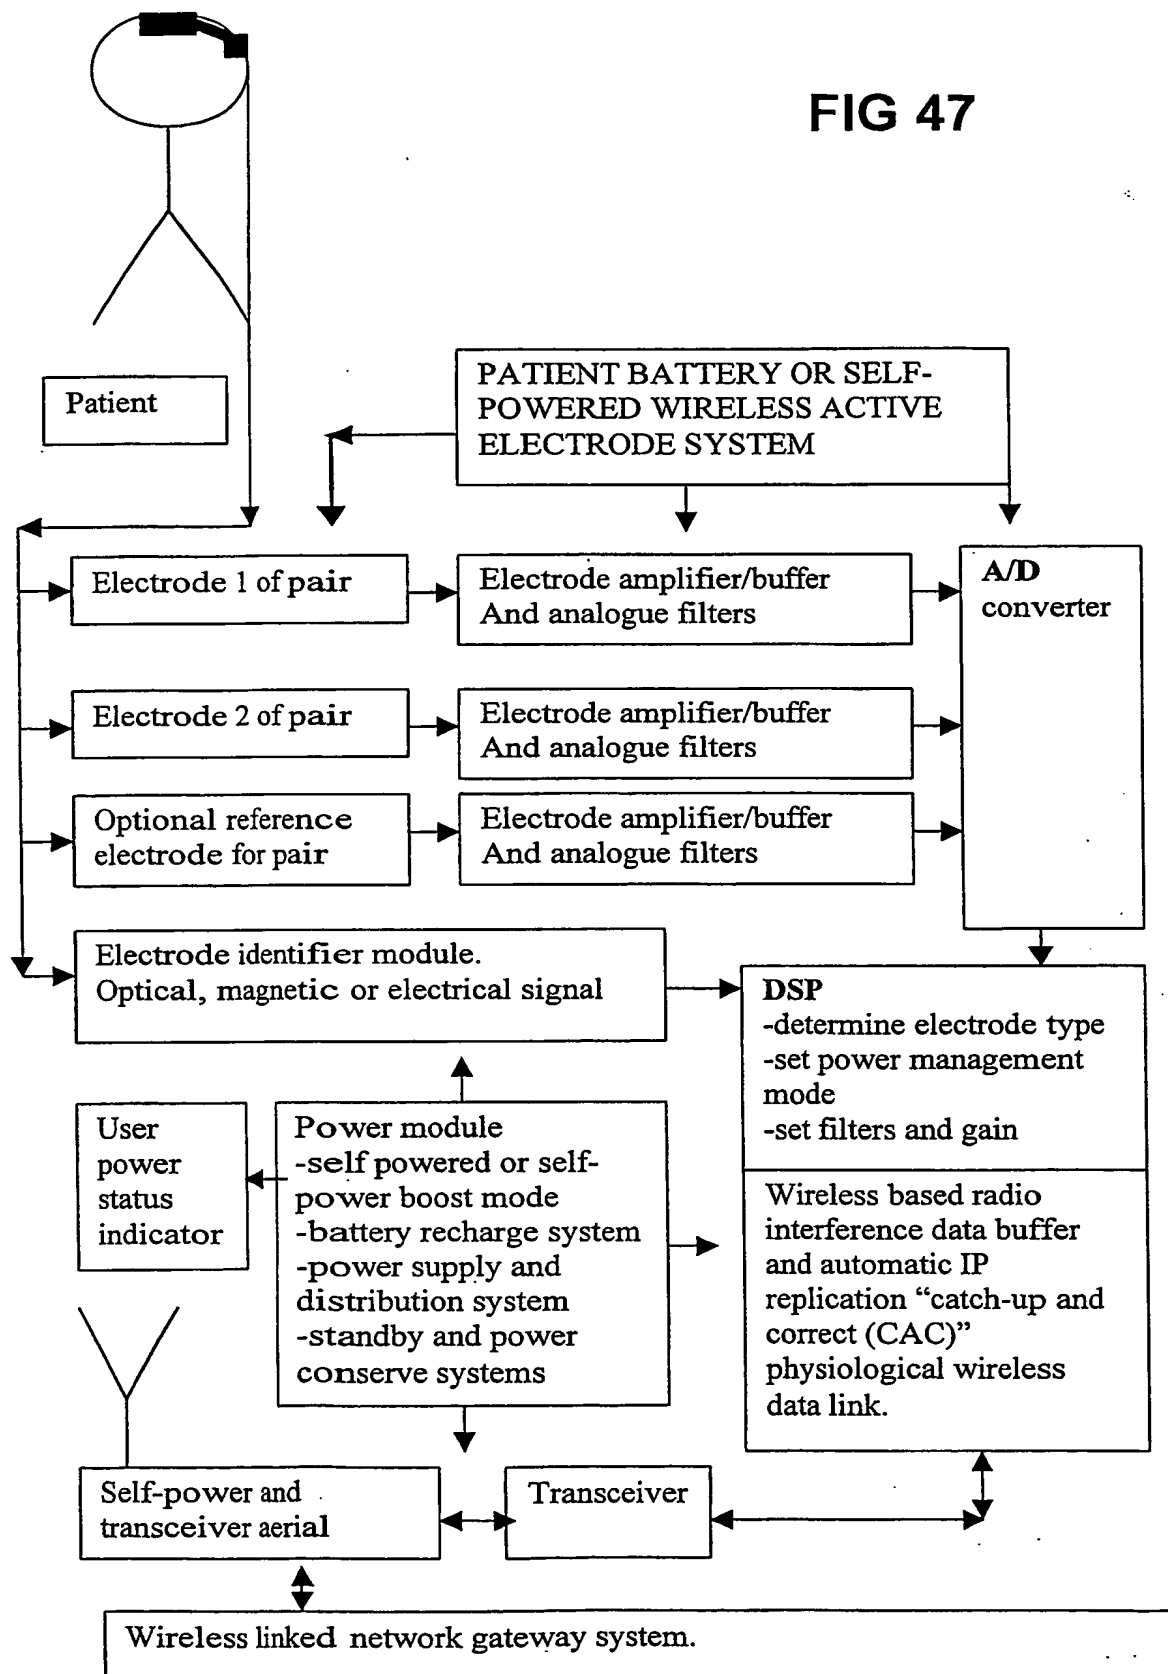 FIG 47
Patient
PATIENT BATTERY OR SELF-
POWERED WIRELESS ACTIVE
ELECTRODE SYSTEM
Electrode 1 of pair
Electrode amplifier/buffer
And analogue filters
A/D
converter
Electrode 2 of pair
Electrode amplifier/buffer
And analogue filters
Optional reference
electrode for pair
Electrode amplifier/buffer
And analogue filters
Electrode identifier module.
Optical, magnetic or electrical signal
DSP
-determine electrode type
-set power management
mode
-set filters and gain
User
power
status
indicator
Power module
-self powered or self-
power boost mode
-battery recharge system
-power supply and
distribution system
-standby and power
conserve systems
Wireless based radio
interference data buffer
and automatic IP
replication “catch-up and
correct (CAC)”
physiological wireless
data link.
Self-power and
transceiver aerial
Transceiver
Wireless linked network gateway system.